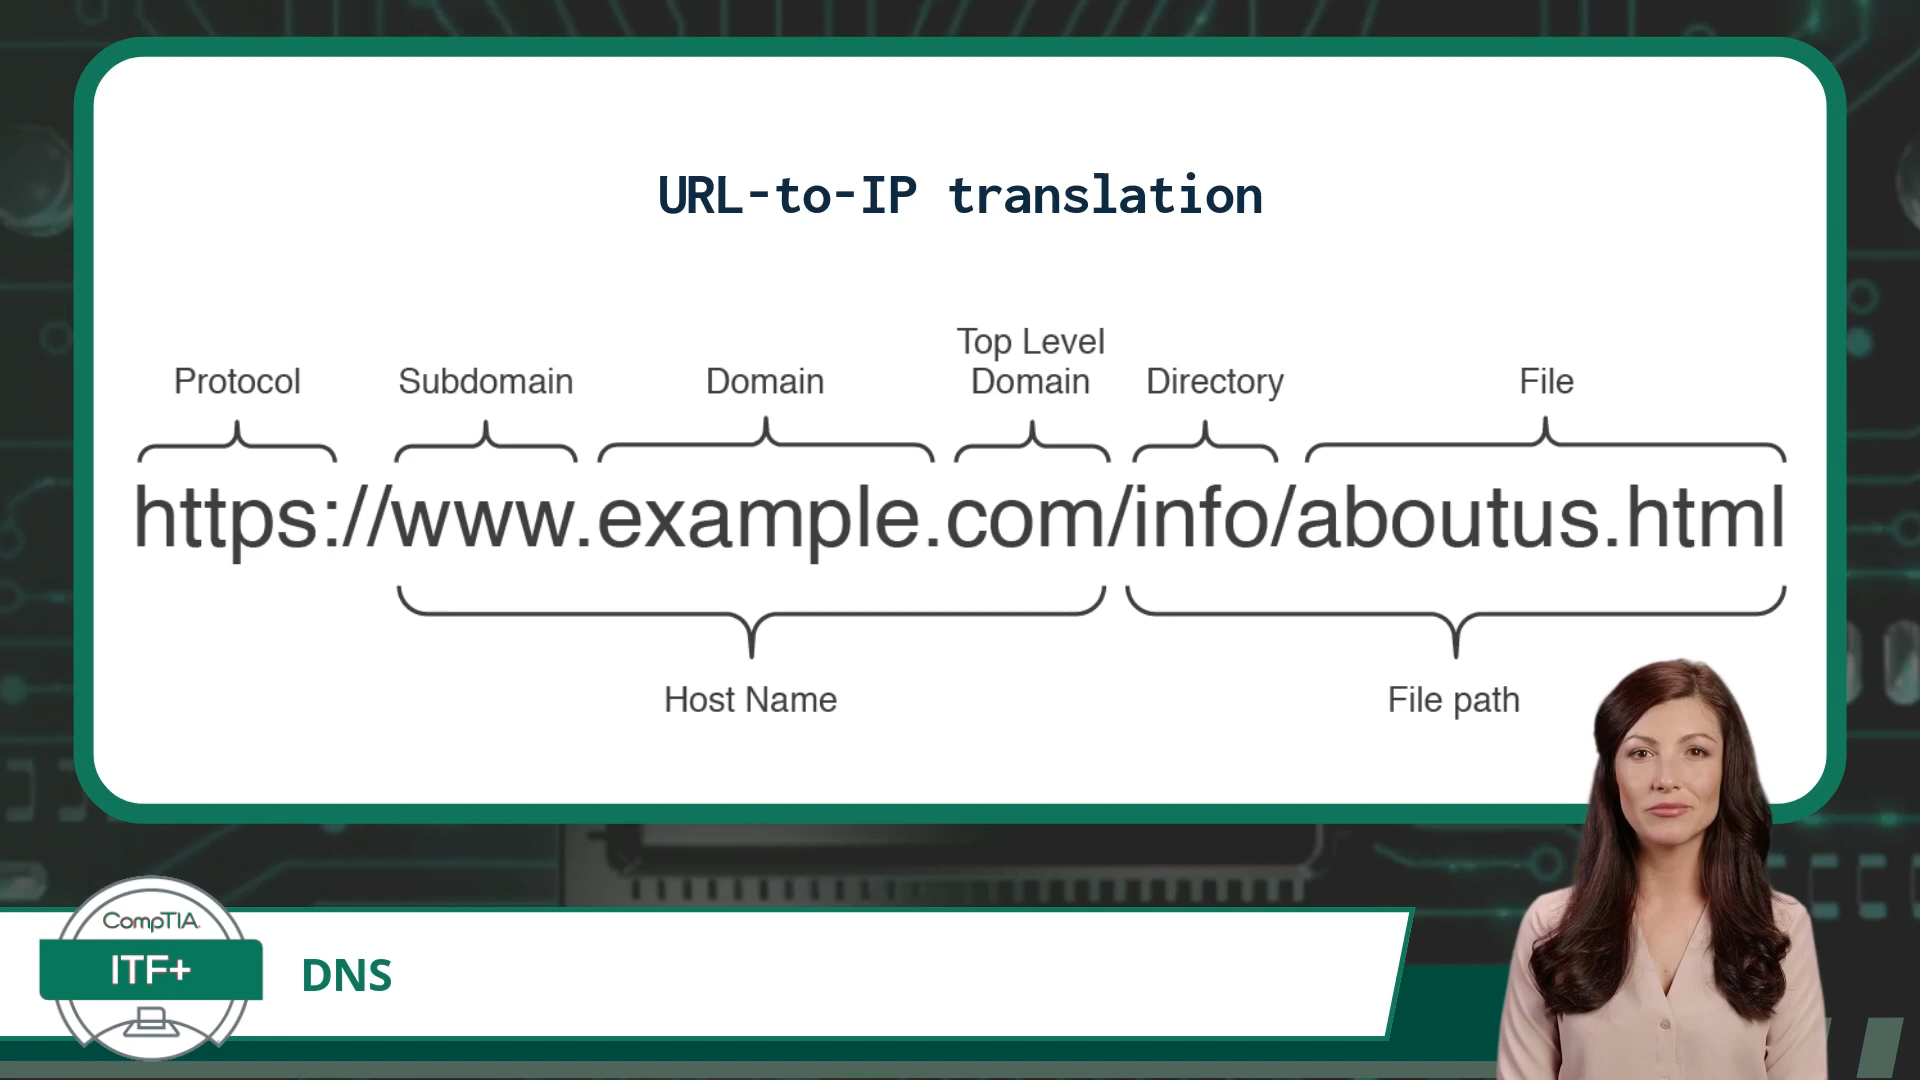 URL-to-IP translation
Top Level
Protocol Subdomain Domain Domain Directory File
https://www.example.com/info/aboutus.html
Host Name File path
CompTIA
ITF+
DNS